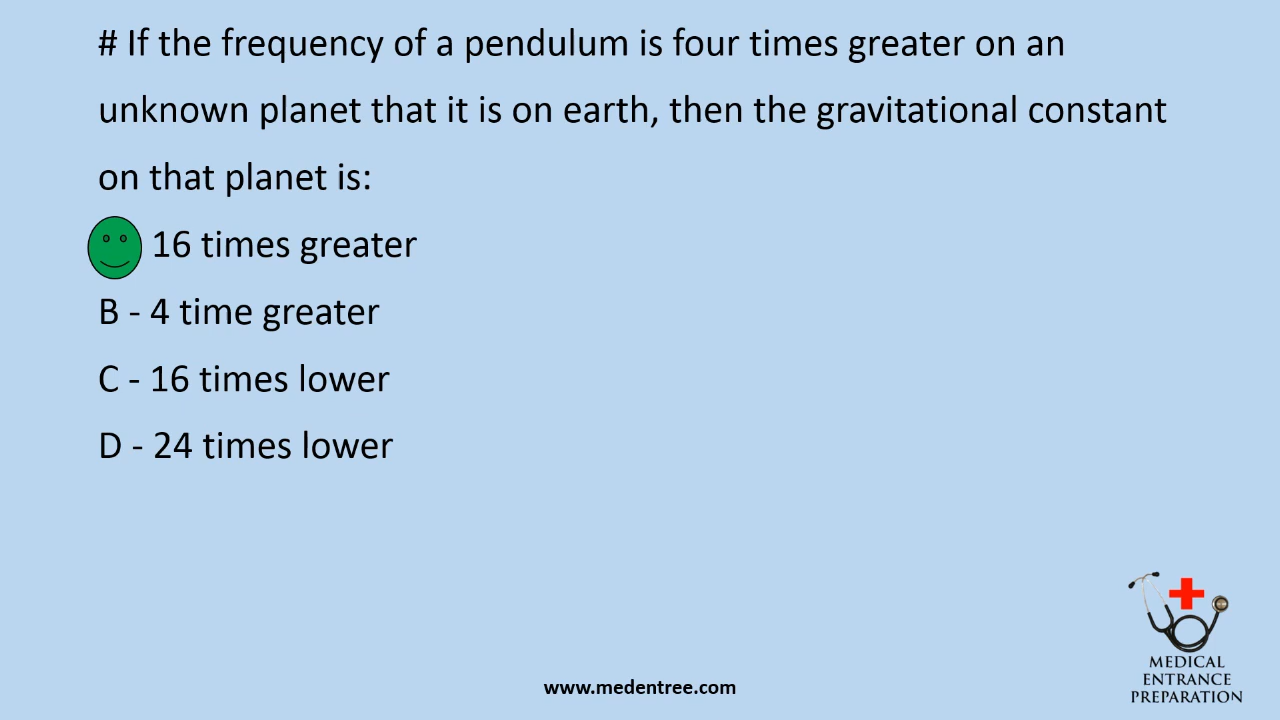 # If the frequency of a pendulum is four times greater on an
unknown planet that it is on earth, then the gravitational constant
on that planet is:
16 times greater
B - 4 time greater
C - 16 times lower
D - 24 times lower
MEDICAL
ENTRANCE
PREPARATION
www.medentree.com